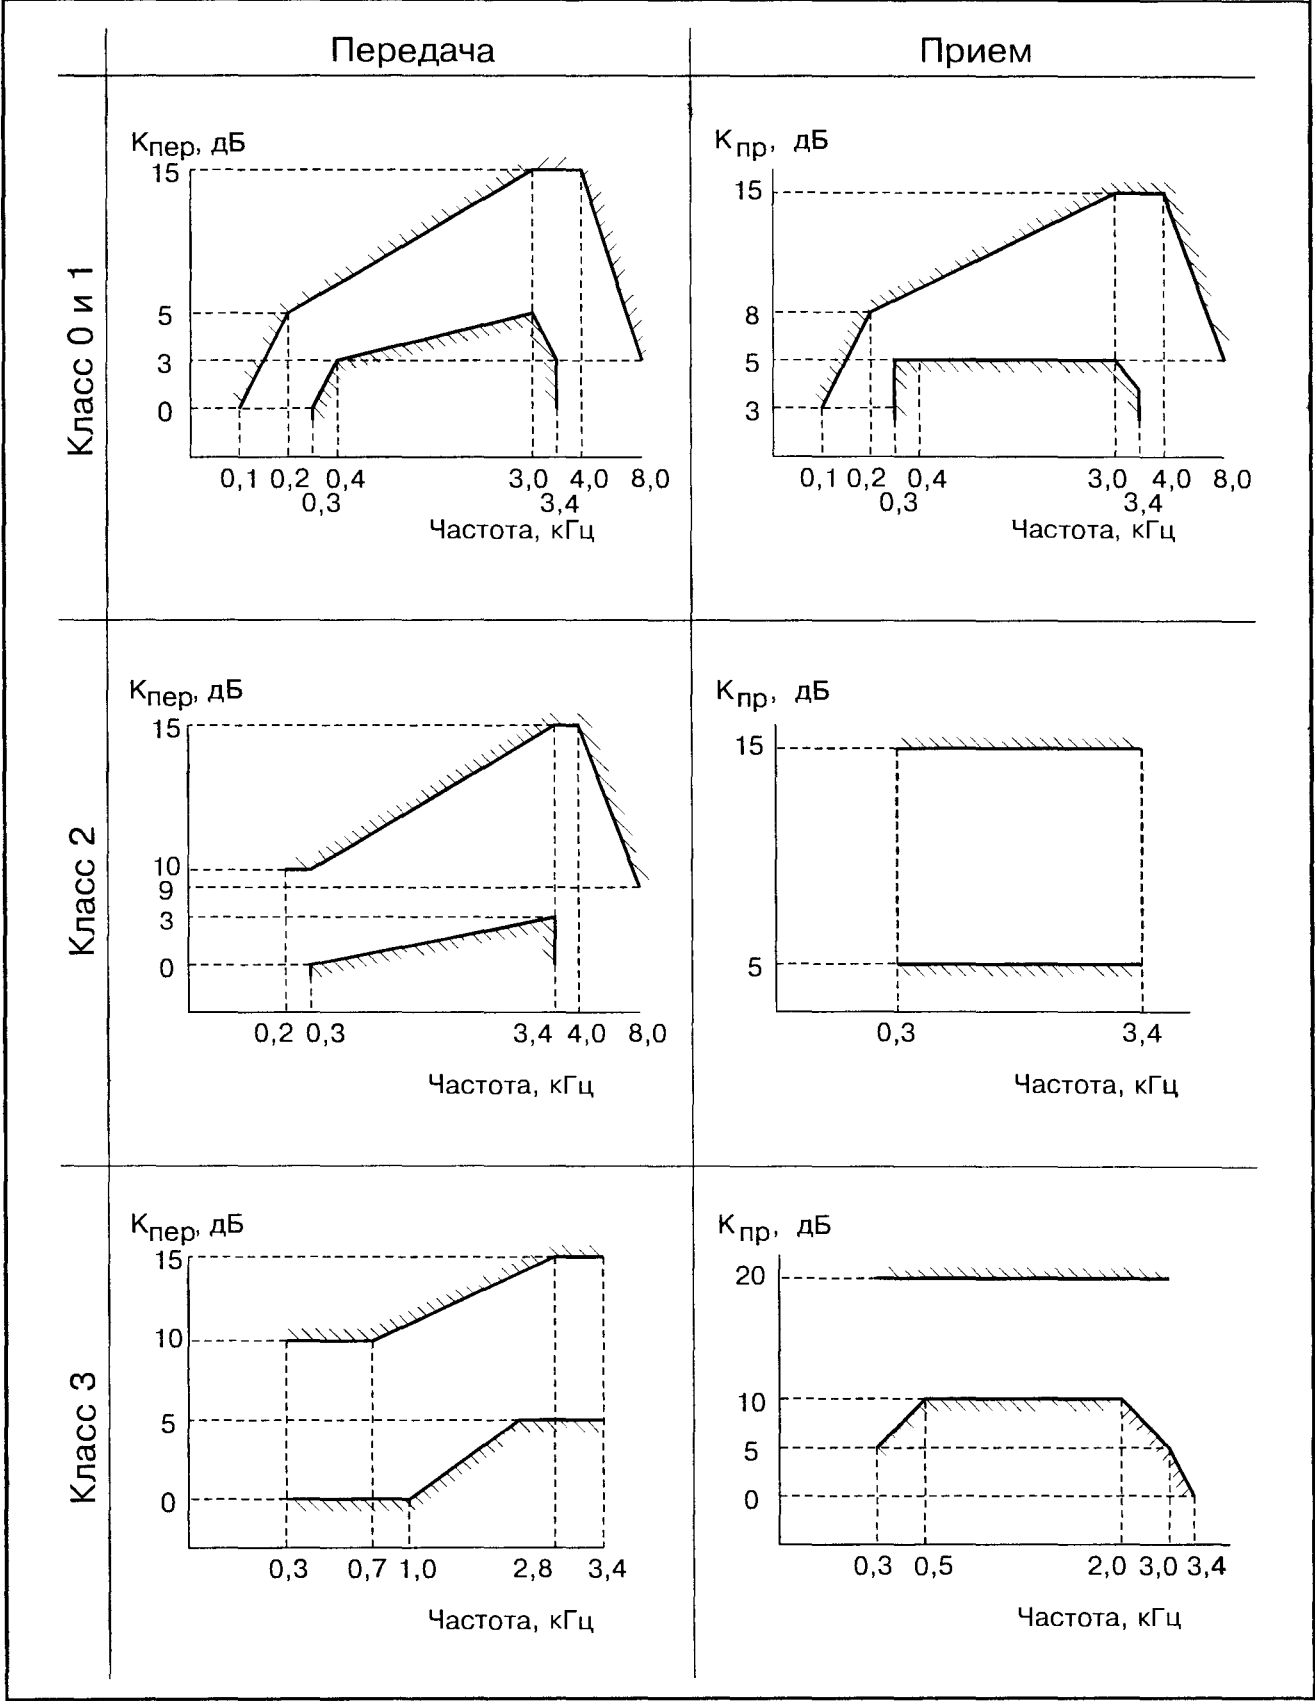 Передача
Прием
Класс 0 и 1
Kпер, дБ
15
5
3
0
0,1 0,2 0,4 3,0 4,0 8,0
0,3 3,4
Частота, кГц
Kпр, дБ
15
8
5
3
0,1 0,2 0,4 3,0 4,0 8,0
0,3 3,4
Частота, кГц
Класс 2
Kпер, дБ
15
10
9
3
0
0,2 0,3 3,4 4,0 8,0
Частота, кГц
Kпр, дБ
15
5
0,3 3,4
Частота, кГц
Класс 3
Kпер, дБ
15
10
5
0
0,3 0,7 1,0 2,8 3,4
Частота, кГц
Kпр, дБ
20
10
5
0
0,3 0,5 2,0 3,0 3,4
Частота, кГц